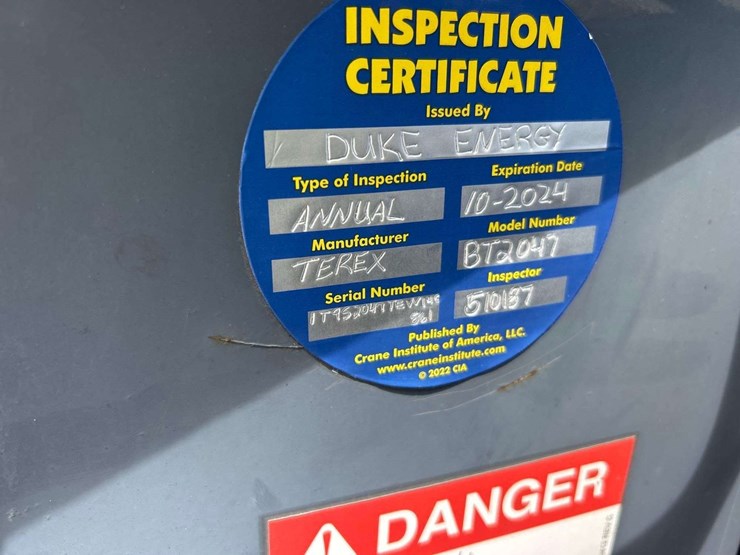 INSPECTION
CERTIFICATE
Issued By
DUKE ENERGY
Type of Inspection
Expiration Date
ANNUAL
10-2024
Manufacturer
Model Number
TEREX
BT2047
Serial Number
Inspector
510137
Published By
Crane Institute of America, LLC.
www.craneinstitute.com
© 2022 CIA
DANGER